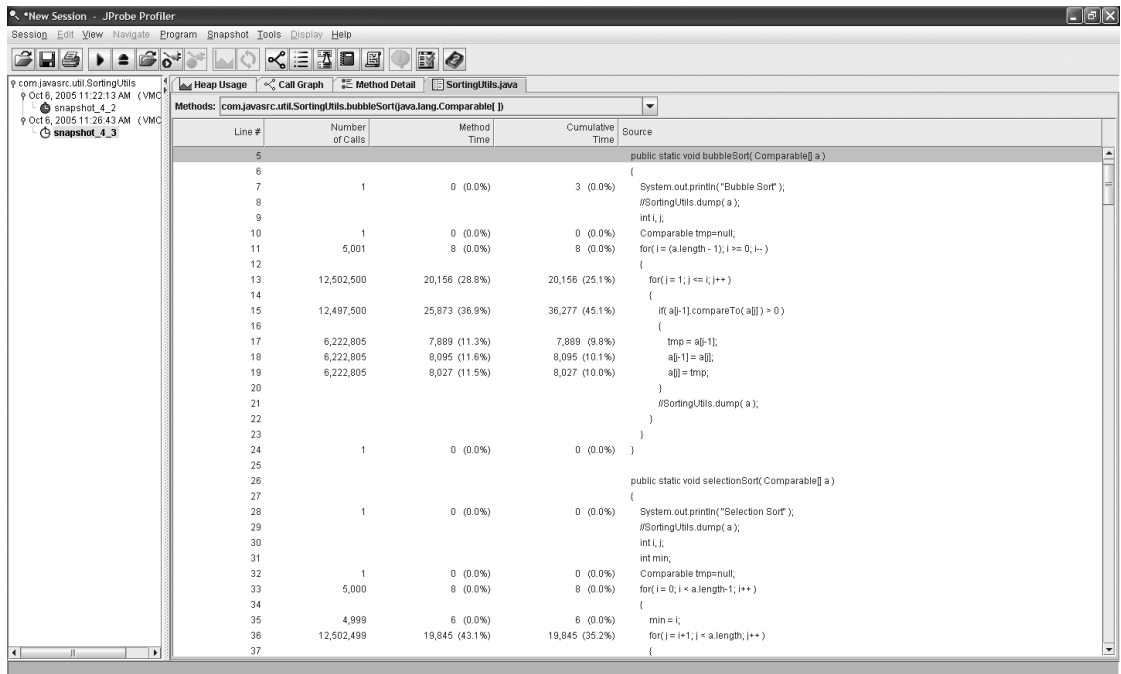 *New Session - JProbe Profiler
Session Edit View Navigate Program Snapshot Tools Display Help
com.javasrc.util.SortingUtils
Oct 6, 2005 11:22:13 AM (VMC
snapshot_4_2
Oct 6, 2005 11:26:43 AM (VMC
snapshot_4_3
Heap Usage Call Graph Method Detail SortingUtils.java
Methods: com.javasrc.util.SortingUtils.bubbleSort(java.lang.Comparable[ ])
Line # Number of Calls Method Time Cumulative Time Source
5 public static void bubbleSort( Comparable[] a )
6 {
7 1 0 (0.0%) 3 (0.0%) System.out.println( "Bubble Sort" );
8 //SortingUtils.dump( a );
9 int i, j;
10 1 0 (0.0%) 0 (0.0%) Comparable tmp=null;
11 5,001 8 (0.0%) 8 (0.0%) for( i = (a.length - 1); i >= 0; i-- )
12 {
13 12,502,500 20,156 (28.8%) 20,156 (25.1%) for( j = 1; j <= i; j++ )
14 {
15 12,497,500 25,873 (36.9%) 36,277 (45.1%) if( a[j-1].compareTo( a[j] ) > 0 )
16 {
17 6,222,805 7,889 (11.3%) 7,889 (9.8%) tmp = a[j-1];
18 6,222,805 8,095 (11.6%) 8,095 (10.1%) a[j-1] = a[j];
19 6,222,805 8,027 (11.5%) 8,027 (10.0%) a[j] = tmp;
20 }
21 //SortingUtils.dump( a );
22 }
23 }
24 1 0 (0.0%) 0 (0.0%) }
25
26 public static void selectionSort( Comparable[] a )
27 {
28 1 0 (0.0%) 0 (0.0%) System.out.println( "Selection Sort" );
29 //SortingUtils.dump( a );
30 int i, j;
31 int min;
32 1 0 (0.0%) 0 (0.0%) Comparable tmp=null;
33 5,000 8 (0.0%) 8 (0.0%) for( i = 0; i < a.length-1; i++ )
34 {
35 4,999 6 (0.0%) 6 (0.0%) min = i;
36 12,502,499 19,845 (43.1%) 19,845 (35.2%) for( j = i+1; j < a.length; j++ )
37 {